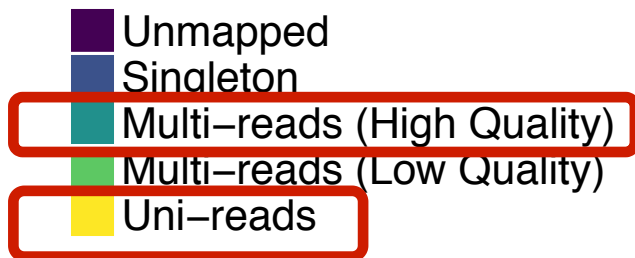 Unmapped
Singleton
Multi−reads (High Quality)
Multi−reads (Low Quality)
Uni−reads